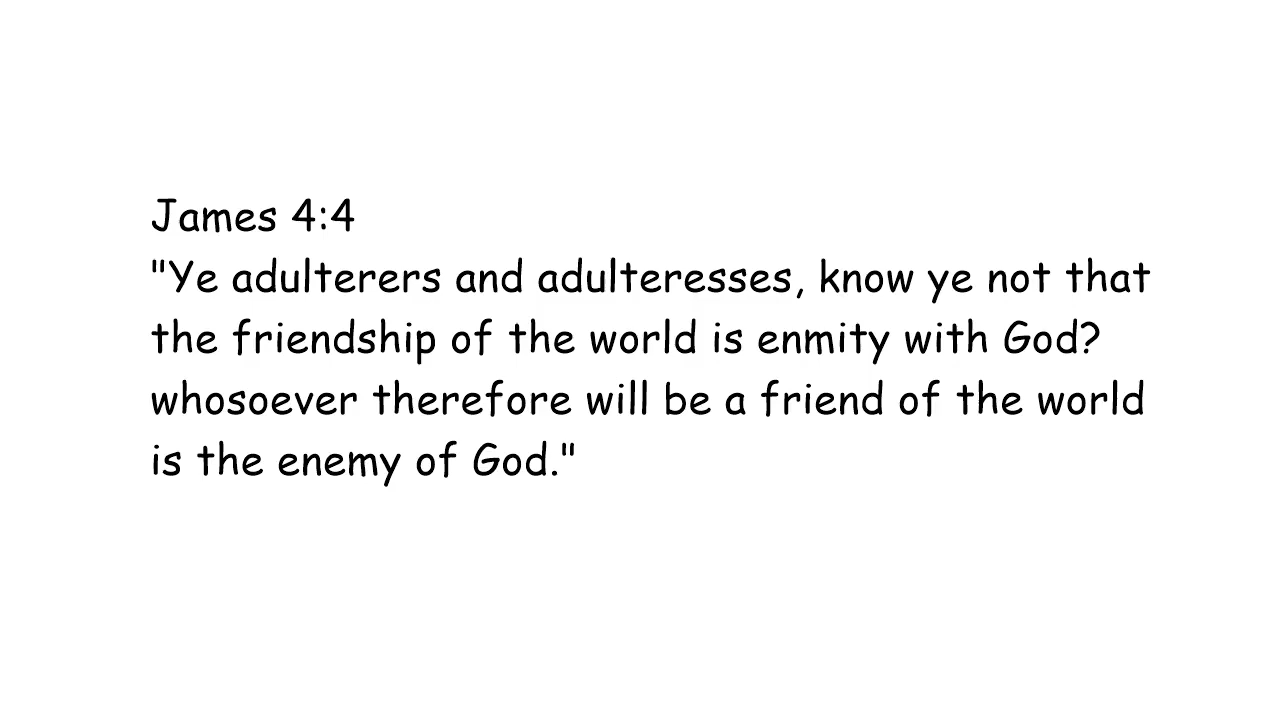 James 4:4
"Ye adulterers and adulteresses, know ye not that
the friendship of the world is enmity with God?
whosoever therefore will be a friend of the world
is the enemy of God."